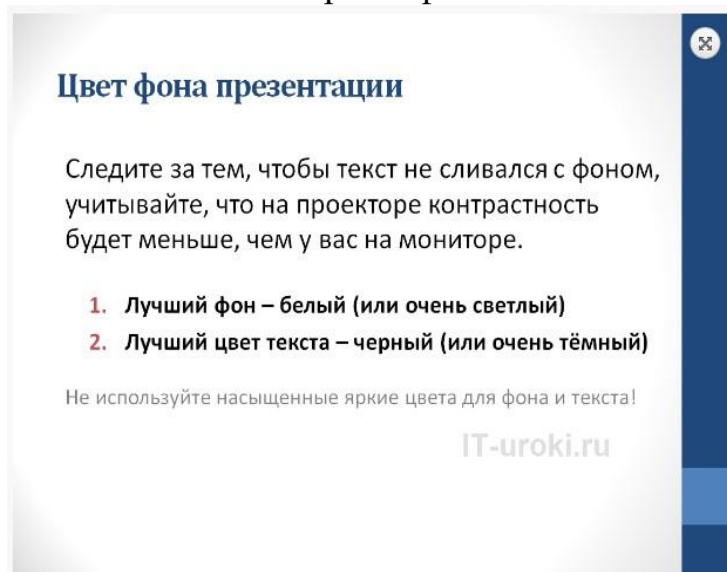 Цвет фона презентации
Следите за тем, чтобы текст не сливался с фоном,
учитывайте, что на проекторе контрастность
будет меньше, чем у вас на мониторе.
1. Лучший фон – белый (или очень светлый)
2. Лучший цвет текста – черный (или очень тёмный)
Не используйте насыщенные яркие цвета для фона и текста!
IT-uroki.ru